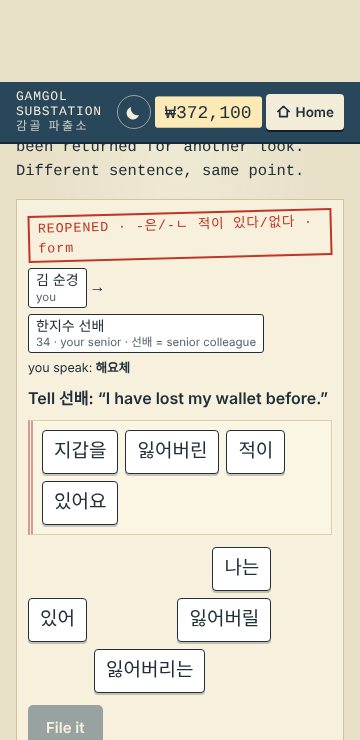 GAMGOL
SUBSTATION
감골 파출소
₩372,100
Home
been returned for another look.
Different sentence, same point.
REOPENED · -은/-ㄴ 적이 있다/없다 ·
form
김 순경
you
→
한지수 선배
34 · your senior · 선배 = senior colleague
you speak: 해요체
Tell 선배: “I have lost my wallet before.”
지갑을 잃어버린 적이
있어요
나는
있어 잃어버릴
잃어버리는
File it